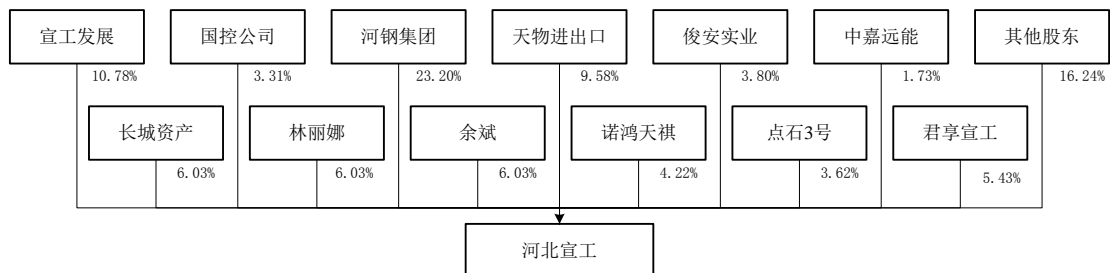 宣工发展
国控公司
河钢集团
天物进出口
俊安实业
中嘉远能
其他股东
10.78%
3.31%
23.20%
9.58%
3.80%
1.73%
16.24%
长城资产
林丽娜
余斌
诺鸿天祺
点石3号
君享宣工
6.03%
6.03%
6.03%
4.22%
3.62%
5.43%
河北宣工